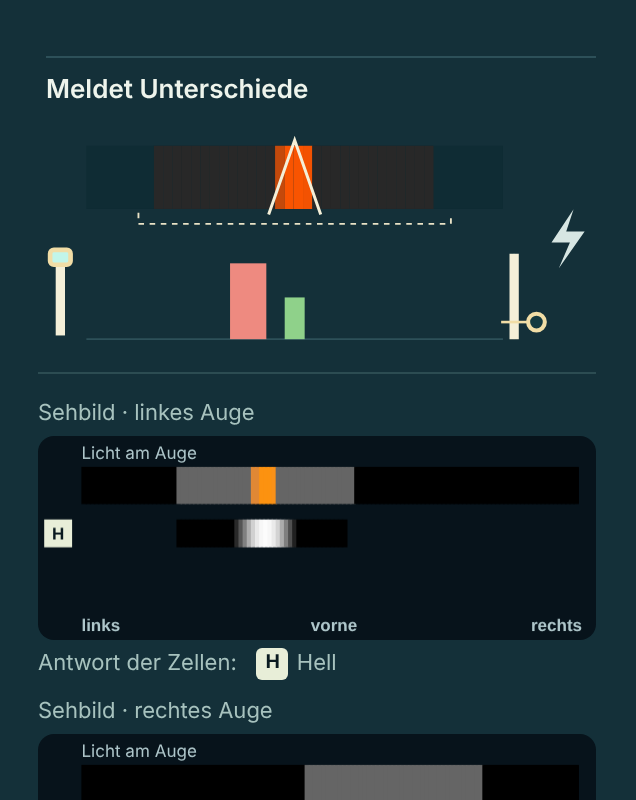 Meldet Unterschiede
Sehbild · linkes Auge
Licht am Auge
H
links vorne rechts
Antwort der Zellen: H Hell
Sehbild · rechtes Auge
Licht am Auge